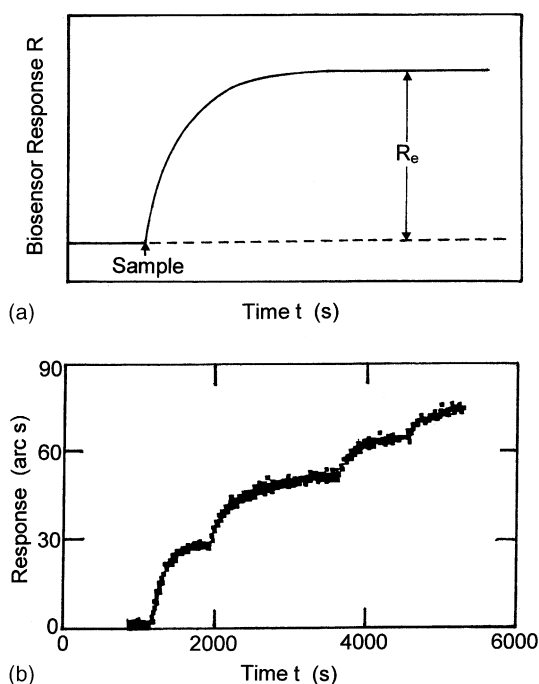 Biosensor Response R
Rₑ
Sample
(a)
Time t (s)
Response (arc s)
90
60
30
0
0 2000 4000 6000
(b)
Time t (s)